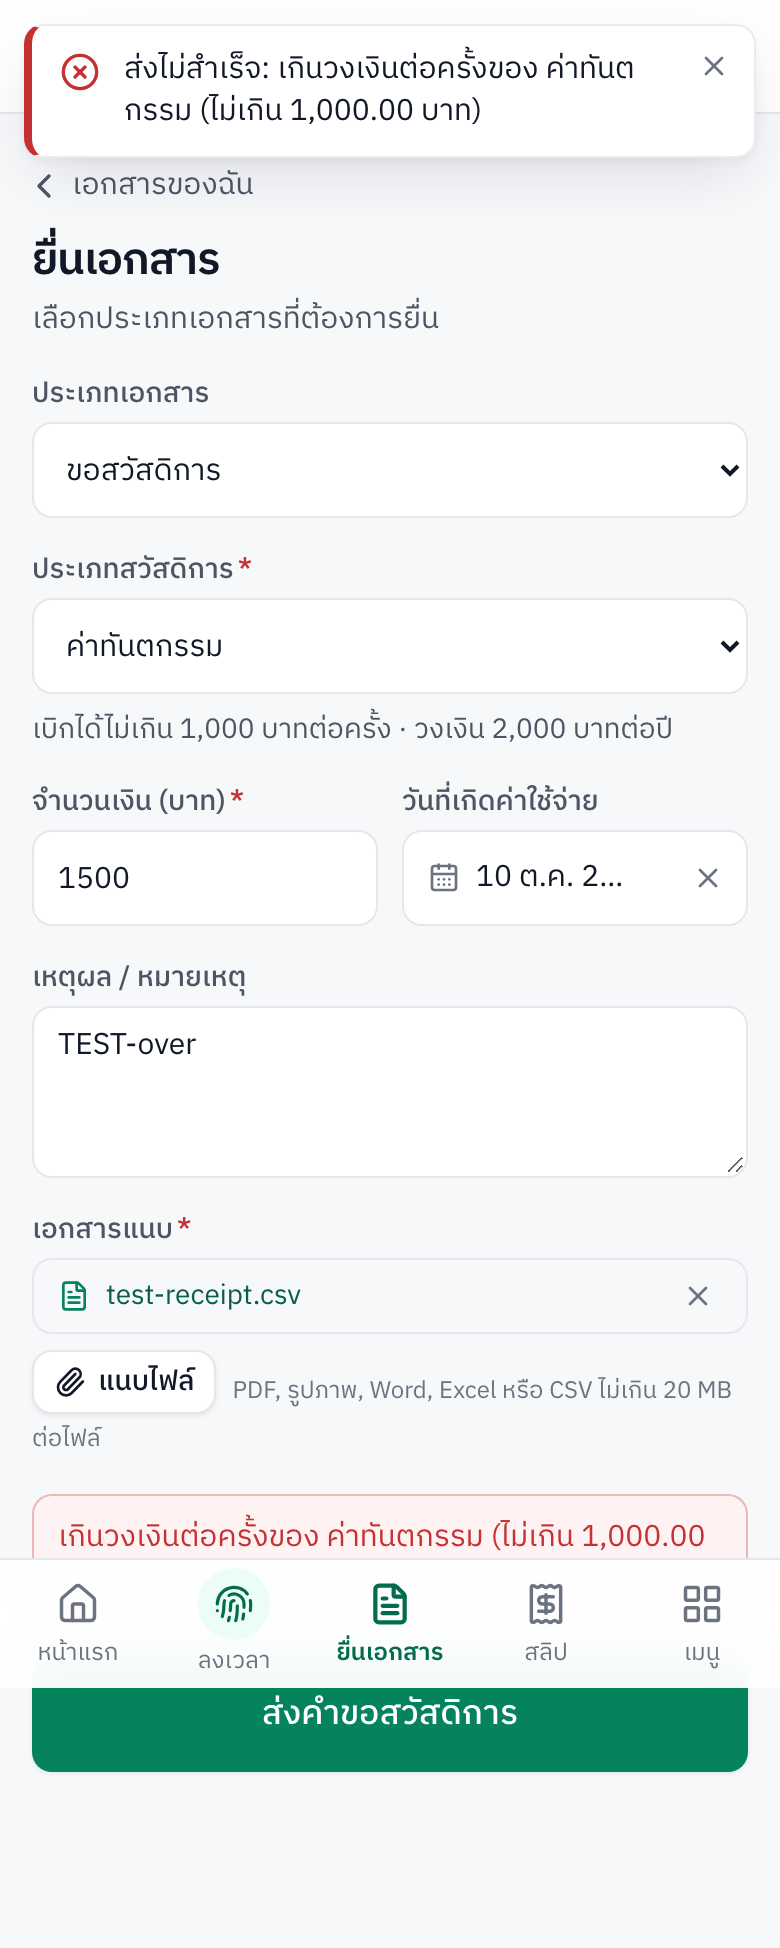 ส่งไม่สำเร็จ: เกินวงเงินต่อครั้งของ ค่าทันต
กรรม (ไม่เกิน 1,000.00 บาท)
เอกสารของฉัน
ยื่นเอกสาร
เลือกประเภทเอกสารที่ต้องการยื่น
ประเภทเอกสาร
ขอสวัสดิการ
ประเภทสวัสดิการ*
ค่าทันตกรรม
เบิกได้ไม่เกิน 1,000 บาทต่อครั้ง · วงเงิน 2,000 บาทต่อปี
จำนวนเงิน (บาท)* วันที่เกิดค่าใช้จ่าย
1500 10 ต.ค. 2...
เหตุผล / หมายเหตุ
TEST-over
เอกสารแนบ*
test-receipt.csv
แนบไฟล์ PDF, รูปภาพ, Word, Excel หรือ CSV ไม่เกิน 20 MB
ต่อไฟล์
เกินวงเงินต่อครั้งของ ค่าทันตกรรม (ไม่เกิน 1,000.00
หน้าแรก ลงเวลา ยื่นเอกสาร สลิป เมนู
ส่งคำขอสวัสดิการ